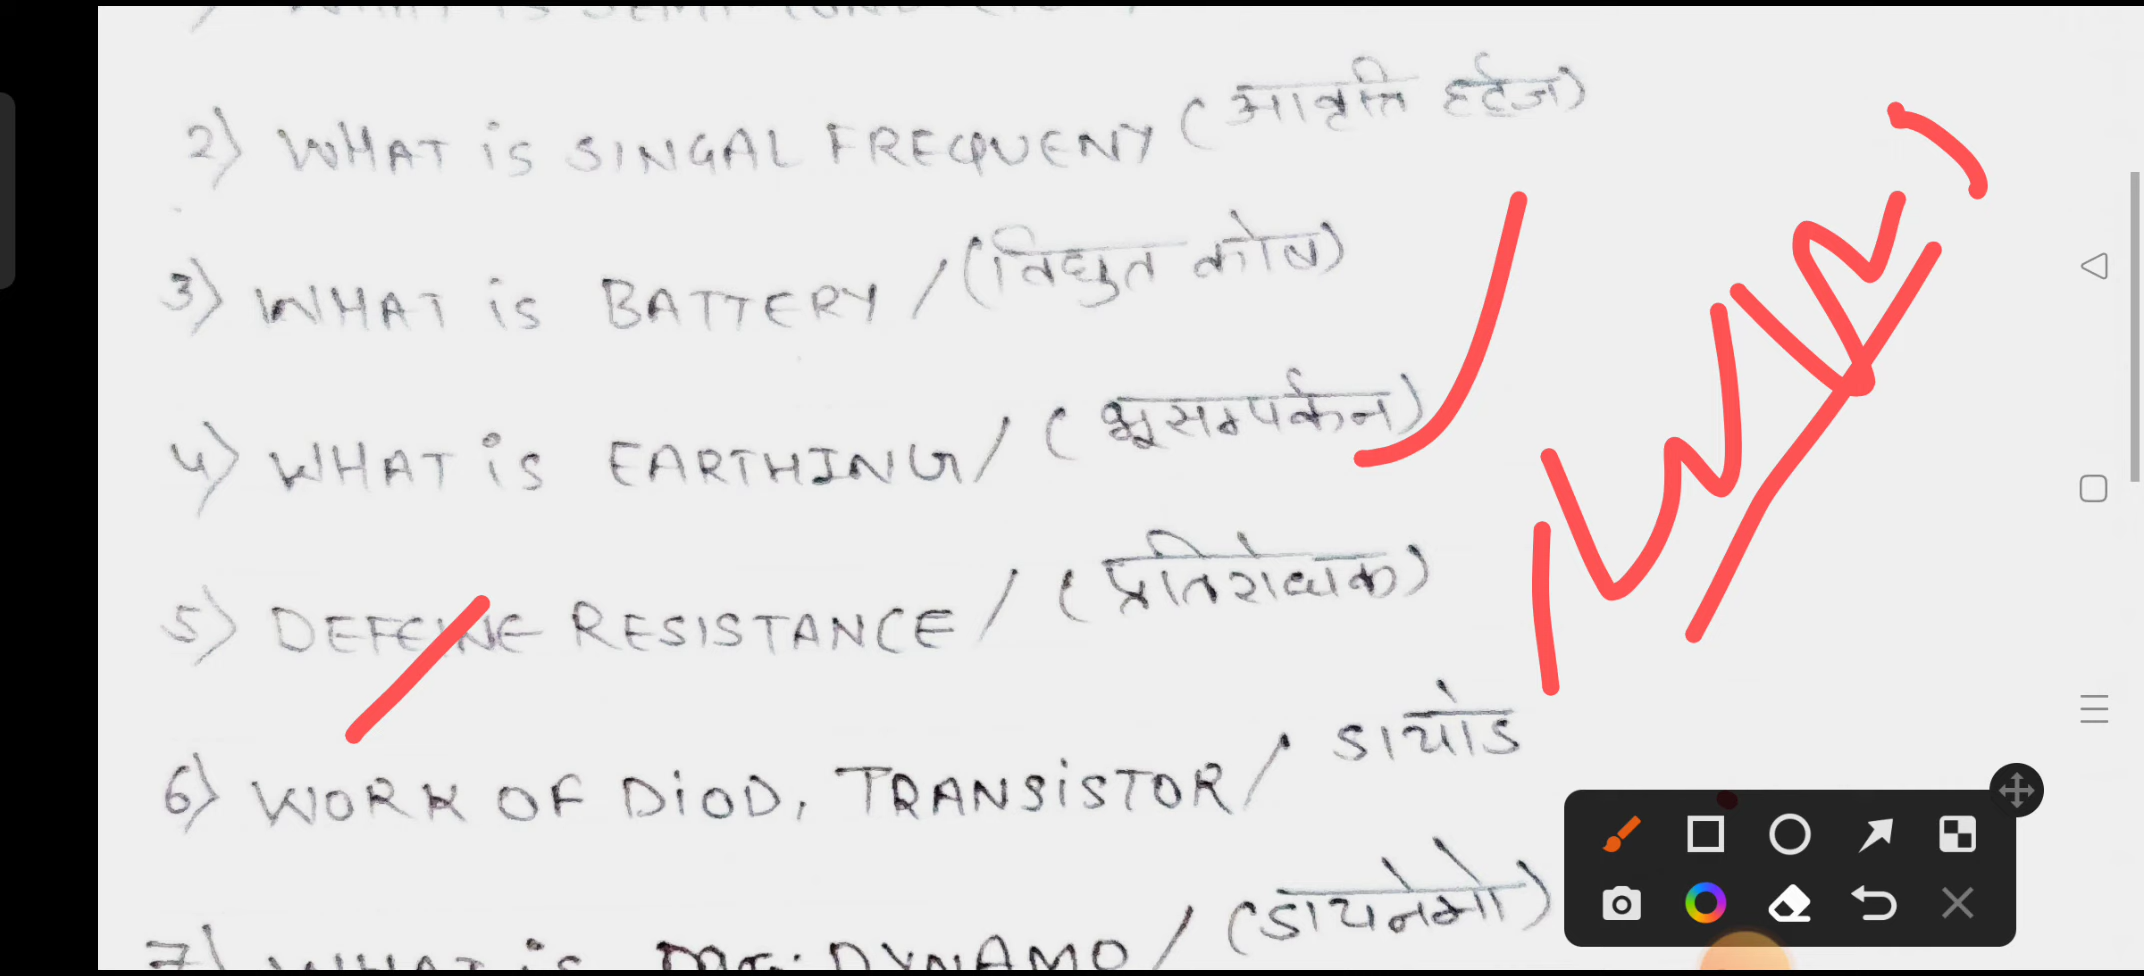 2) WHAT is SINGAL FREQUENY (आवृत्ति हर्टज)
3) WHAT is BATTERY / (विद्युत कोष)
4) WHAT is EARTHING / (भूसम्पर्कन)
5) DEFEINE RESISTANCE / (प्रतिरोधक)
6) WORK OF DiOD, TRANSiSTOR / डायोड
7) WHAT is DYNAMO / (डायनेमो)